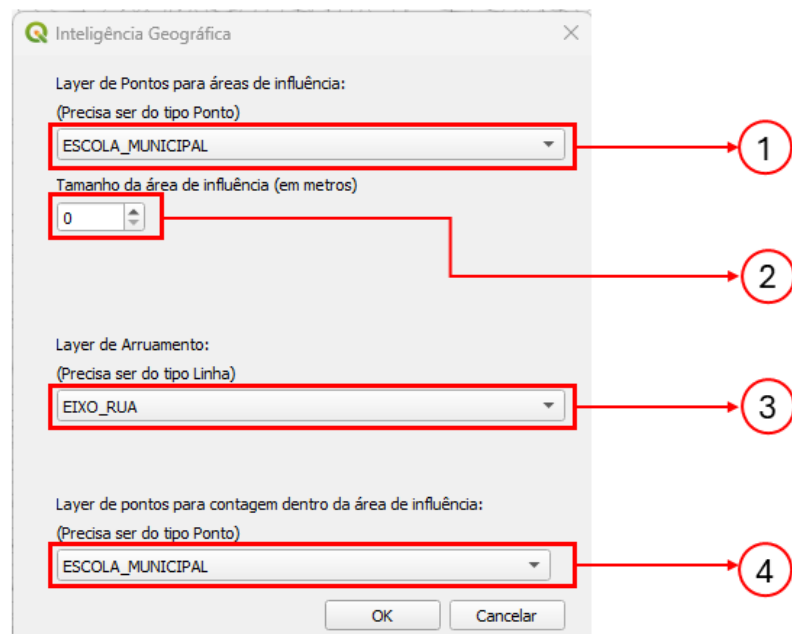 Inteligência Geográfica
Layer de Pontos para áreas de influência:
(Precisa ser do tipo Ponto)
ESCOLA_MUNICIPAL
1
Tamanho da área de influência (em metros)
0
2
Layer de Arruamento:
(Precisa ser do tipo Linha)
EIXO_RUA
3
Layer de pontos para contagem dentro da área de influência:
(Precisa ser do tipo Ponto)
ESCOLA_MUNICIPAL
4
OK Cancelar